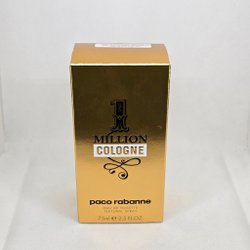 1
MILLION
COLOGNE
paco rabanne
EAU DE TOILETTE
NATURAL SPRAY
75ml e 2.5 FL.OZ.